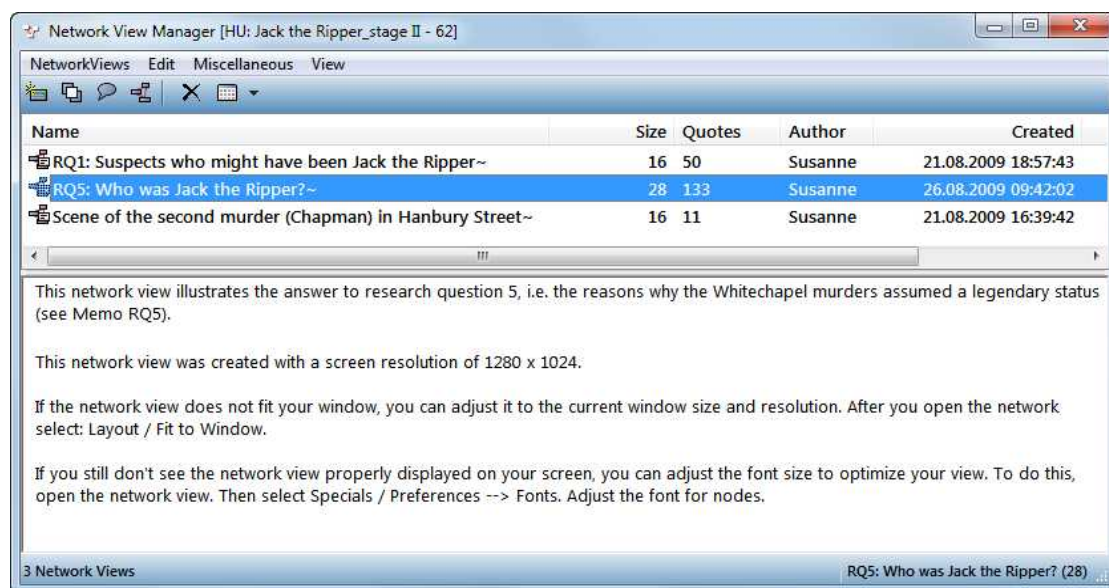 Network View Manager [HU: Jack the Ripper_stage II - 62]
NetworkViews Edit Miscellaneous View
Name Size Quotes Author Created
RQ1: Suspects who might have been Jack the Ripper~ 16 50 Susanne 21.08.2009 18:57:43
RQ5: Who was Jack the Ripper?~ 28 133 Susanne 26.08.2009 09:42:02
Scene of the second murder (Chapman) in Hanbury Street~ 16 11 Susanne 21.08.2009 16:39:42
This network view illustrates the answer to research question 5, i.e. the reasons why the Whitechapel murders assumed a legendary status
(see Memo RQ5).
This network view was created with a screen resolution of 1280 x 1024.
If the network view does not fit your window, you can adjust it to the current window size and resolution. After you open the network
select: Layout / Fit to Window.
If you still don't see the network view properly displayed on your screen, you can adjust the font size to optimize your view. To do this,
open the network view. Then select Specials / Preferences --> Fonts. Adjust the font for nodes.
3 Network Views RQ5: Who was Jack the Ripper? (28)